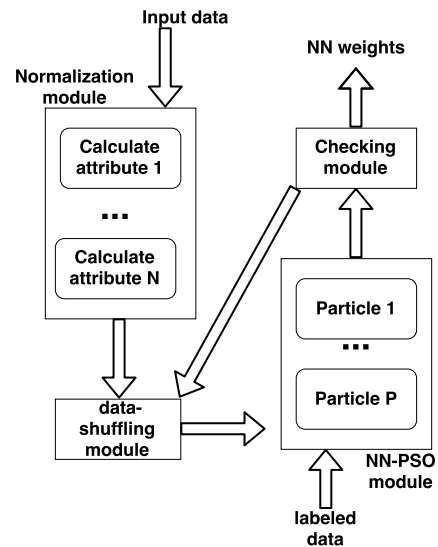 Input data
Normalization
module
Calculate
attribute 1
...
Calculate
attribute N
data-
shuffling
module
NN weights
Checking
module
Particle 1
...
Particle P
NN-PSO
module
labeled
data